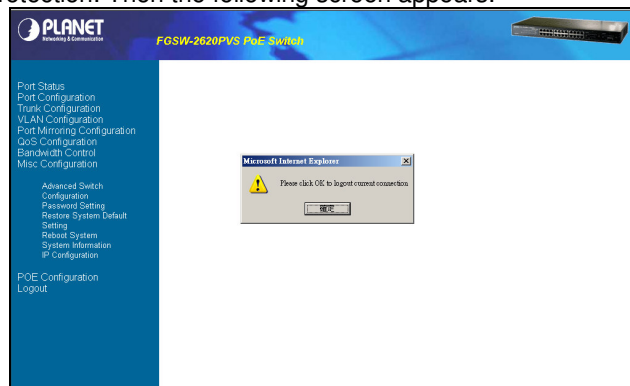 rotection. Then the following screen appears.
PLANET
Networking & Communication
FGSW-2620PVS PoE Switch
Port Status
Port Configuration
Trunk Configuration
VLAN Configuration
Port Mirroring Configuration
QoS Configuration
Bandwidth Control
Misc Configuration
Advanced Switch
Configuration
Password Setting
Restore System Default
Setting
Reboot System
System Information
IP Configuration
POE Configuration
Logout
Microsoft Internet Explorer
Please click OK to logout current connection
確定